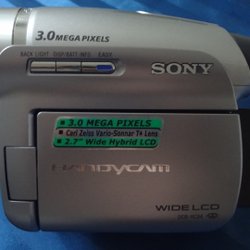 3.0 MEGA PIXELS
BACK LIGHT DISP/BATT INFO EASY
SONY
3.0 MEGA PIXELS
Carl Zeiss Vario-Sonnar T* Lens
2.7" Wide Hybrid LCD
HANDYCAM
WIDE LCD